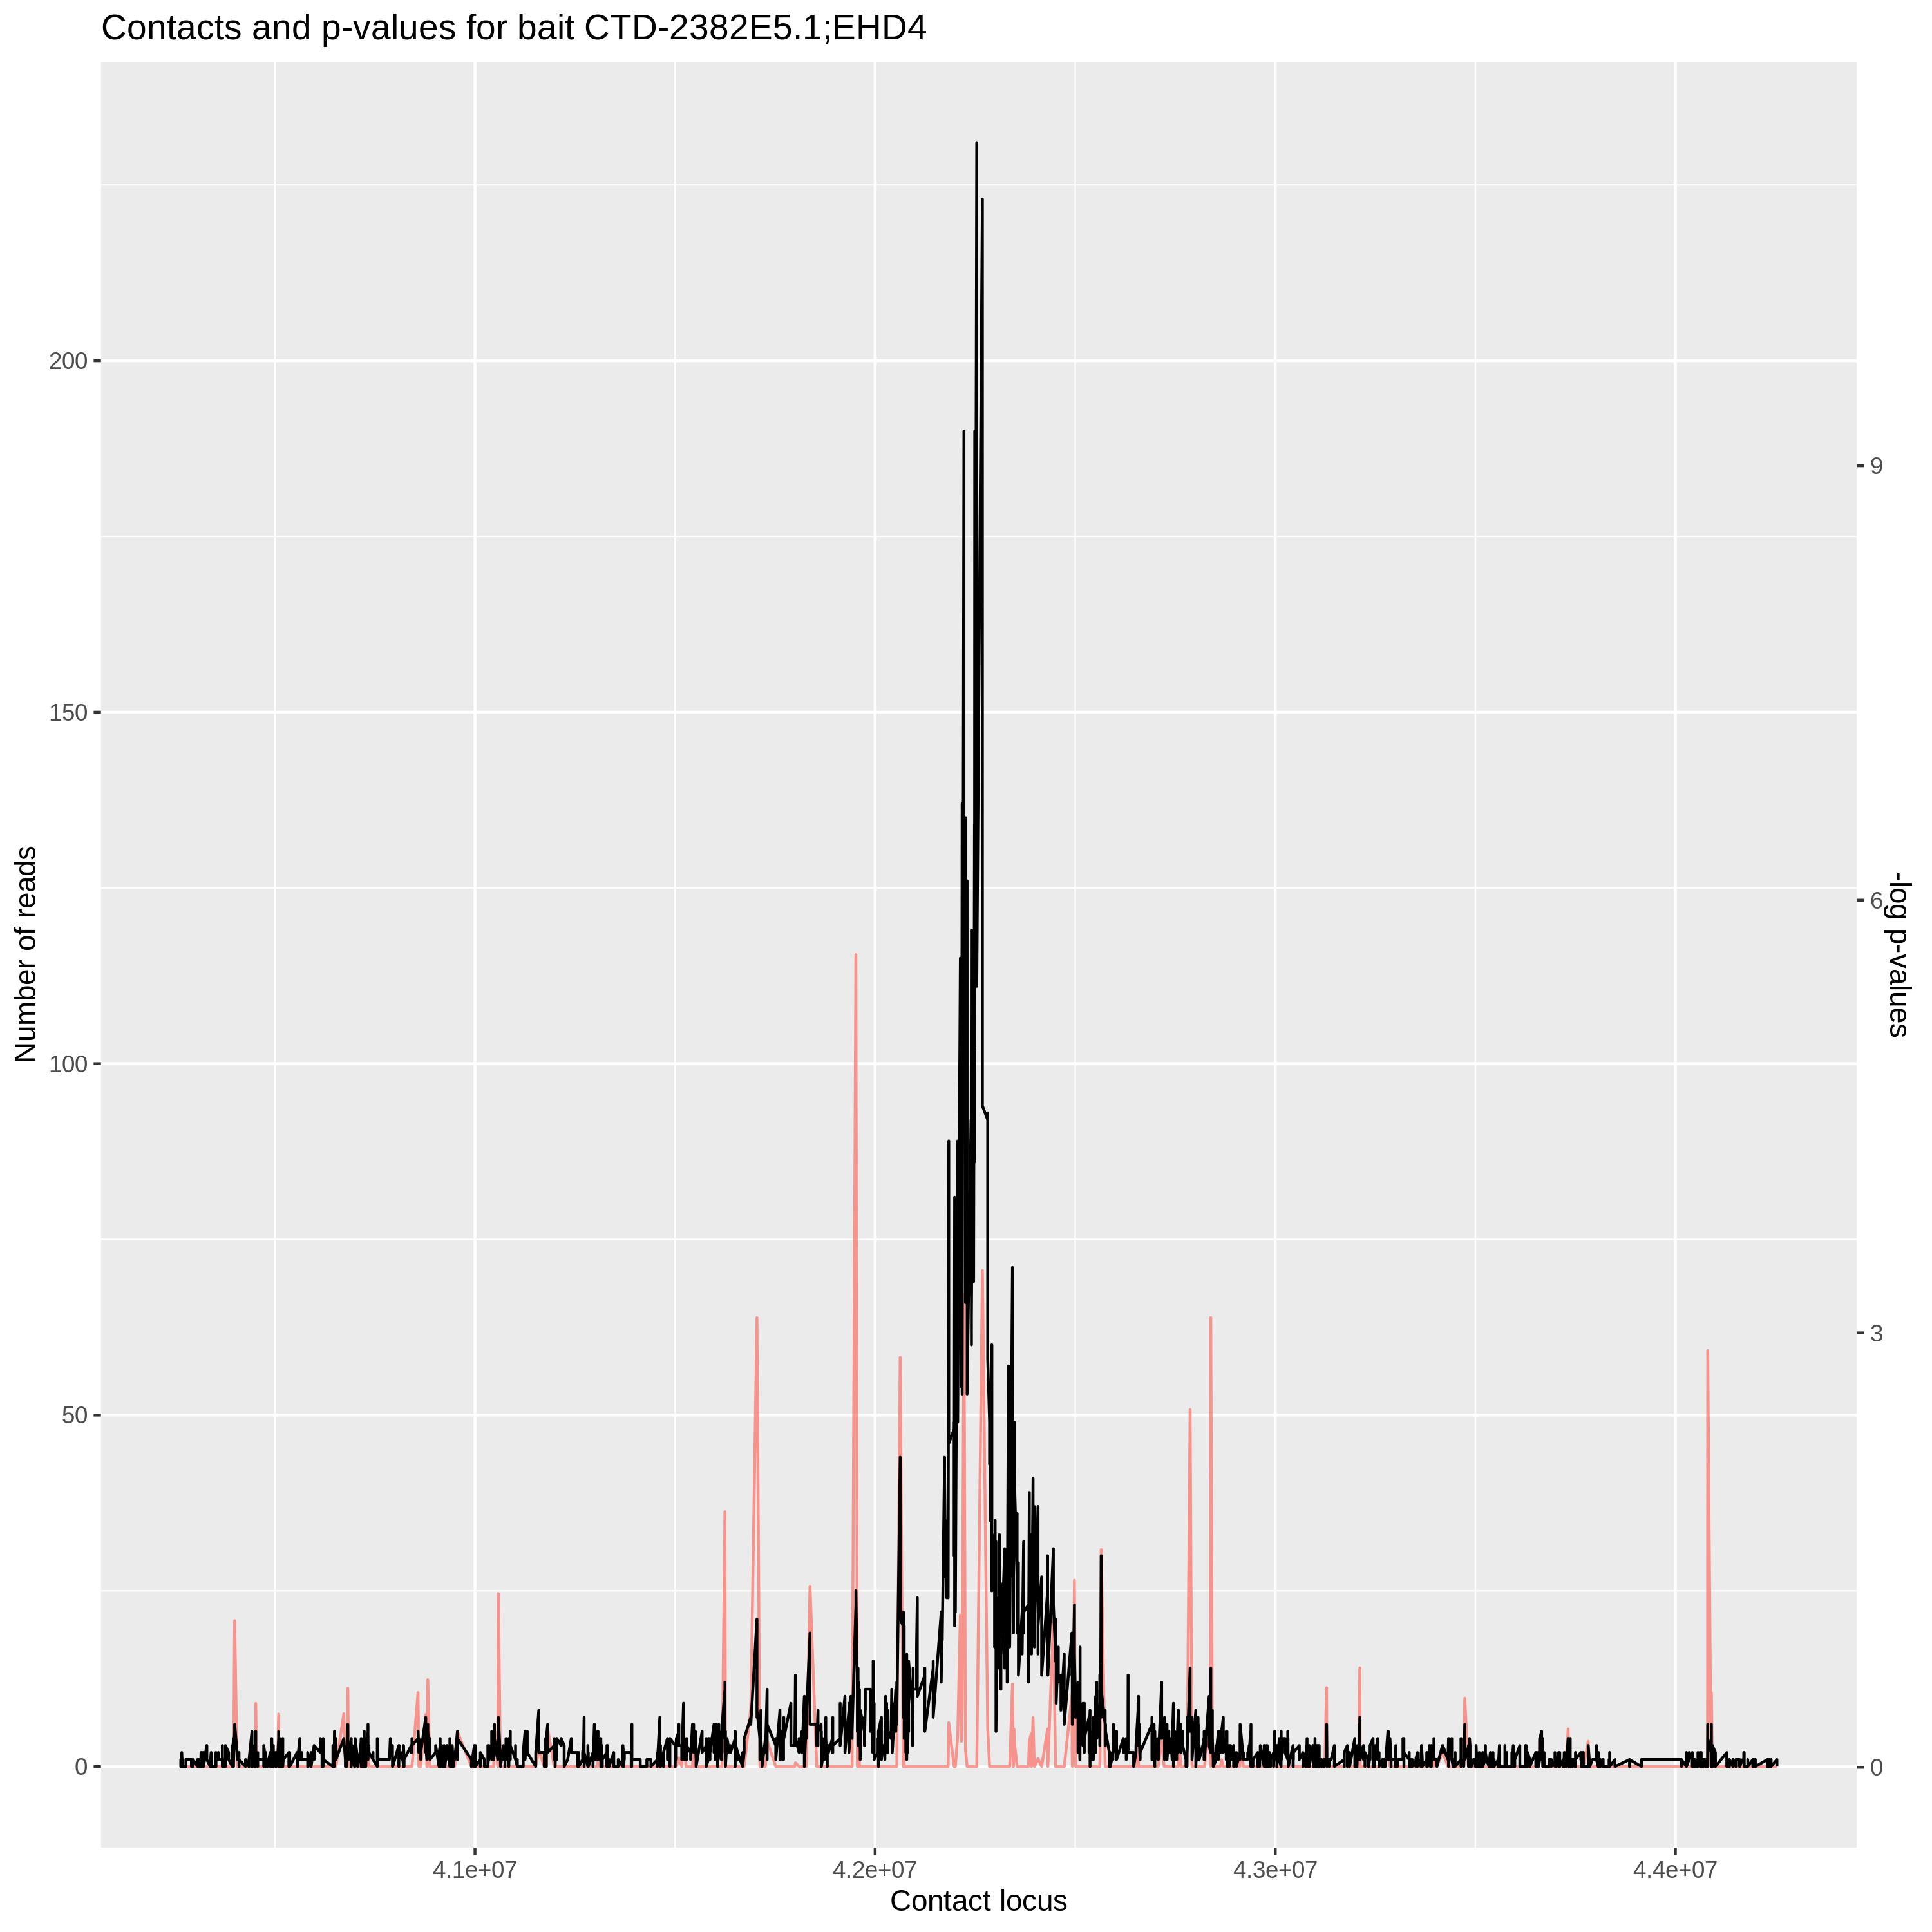 Contacts and p-values for bait CTD-2382E5.1;EHD4
Number of reads
200
150
100
50
0
9
6
3
0
-log p-values
4.1e+07 4.2e+07 4.3e+07 4.4e+07
Contact locus